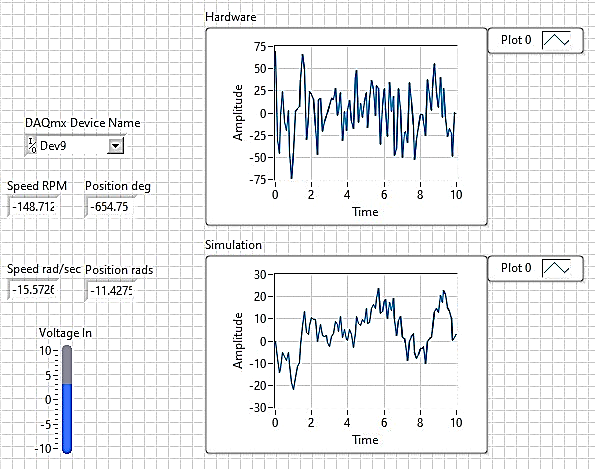 Hardware
Plot 0
75
50
25
0
-25
-50
-75
Amplitude
0 2 4 6 8 10
Time
DAQmx Device Name
I/0 Dev9
Speed RPM Position deg
-148.712 -654.75
Simulation
Plot 0
30
20
10
0
-10
-20
-30
Amplitude
0 2 4 6 8 10
Time
Speed rad/sec Position rads
-15.572 -11.427
Voltage In
10
5
0
-5
-10